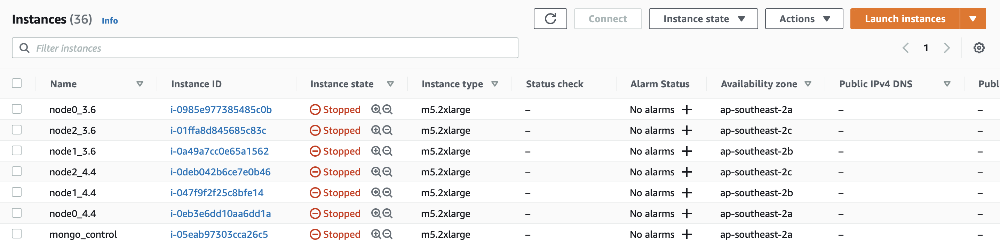 Instances (36) Info Connect Instance state Actions Launch instances
Filter instances 1
Name Instance ID Instance state Instance type Status check Alarm Status Availability zone Public IPv4 DNS Publ
node0_3.6 i-0985e977385485c0b Stopped m5.2xlarge – No alarms + ap-southeast-2a – –
node2_3.6 i-01ffa8d845685c83c Stopped m5.2xlarge – No alarms + ap-southeast-2c – –
node1_3.6 i-0a49a7cc0e65a1562 Stopped m5.2xlarge – No alarms + ap-southeast-2b – –
node2_4.4 i-0deb042b6ce7e0b46 Stopped m5.2xlarge – No alarms + ap-southeast-2c – –
node1_4.4 i-047f9f2f25c8bfe14 Stopped m5.2xlarge – No alarms + ap-southeast-2b – –
node0_4.4 i-0eb3e6dd10aa6dd1a Stopped m5.2xlarge – No alarms + ap-southeast-2a – –
mongo_control i-05eab97303cca26c5 Stopped m5.2xlarge – No alarms + ap-southeast-2a – –